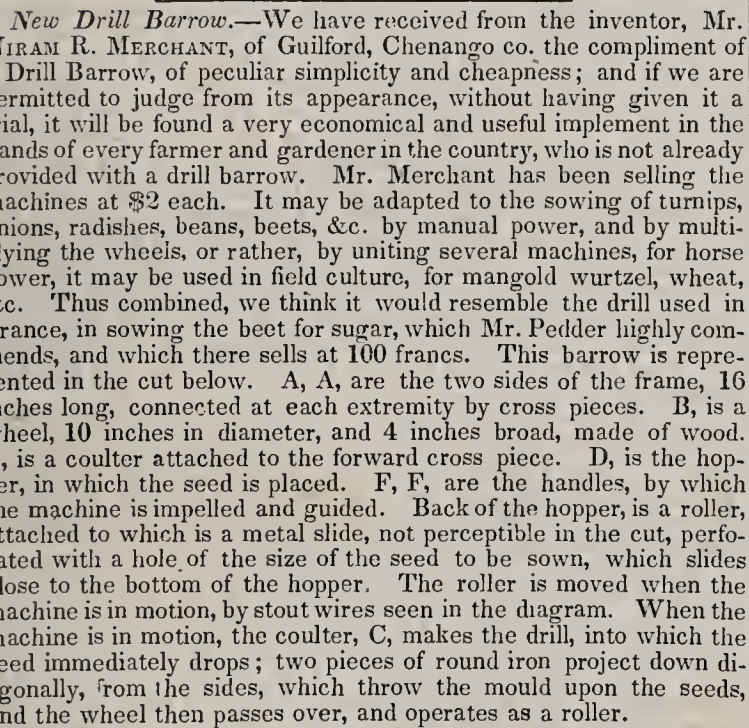 New Drill Barrow.—We have received from the inventor, Mr.
IRAM R. MERCHANT, of Guilford, Chenango co. the compliment of
Drill Barrow, of peculiar simplicity and cheapness; and if we are
ermitted to judge from its appearance, without having given it a
ial, it will be found a very economical and useful implement in the
ands of every farmer and gardener in the country, who is not already
rovided with a drill barrow. Mr. Merchant has been selling the
achines at $2 each. It may be adapted to the sowing of turnips,
nions, radishes, beans, beets, &c. by manual power, and by multi-
ying the wheels, or rather, by uniting several machines, for horse
ower, it may be used in field culture, for mangold wurtzel, wheat,
c. Thus combined, we think it would resemble the drill used in
rance, in sowing the beet for sugar, which Mr. Pedder highly com-
ends, and which there sells at 100 francs. This barrow is repre-
ented in the cut below. A, A, are the two sides of the frame, 16
ches long, connected at each extremity by cross pieces. B, is a
heel, 10 inches in diameter, and 4 inches broad, made of wood.
, is a coulter attached to the forward cross piece. D, is the hop-
er, in which the seed is placed. F, F, are the handles, by which
he machine is impelled and guided. Back of the hopper, is a roller,
ttached to which is a metal slide, not perceptible in the cut, perfo-
ated with a hole of the size of the seed to be sown, which slides
lose to the bottom of the hopper. The roller is moved when the
achine is in motion, by stout wires seen in the diagram. When the
achine is in motion, the coulter, C, makes the drill, into which the
eed immediately drops; two pieces of round iron project down di-
gonally, from the sides, which throw the mould upon the seeds,
nd the wheel then passes over, and operates as a roller.